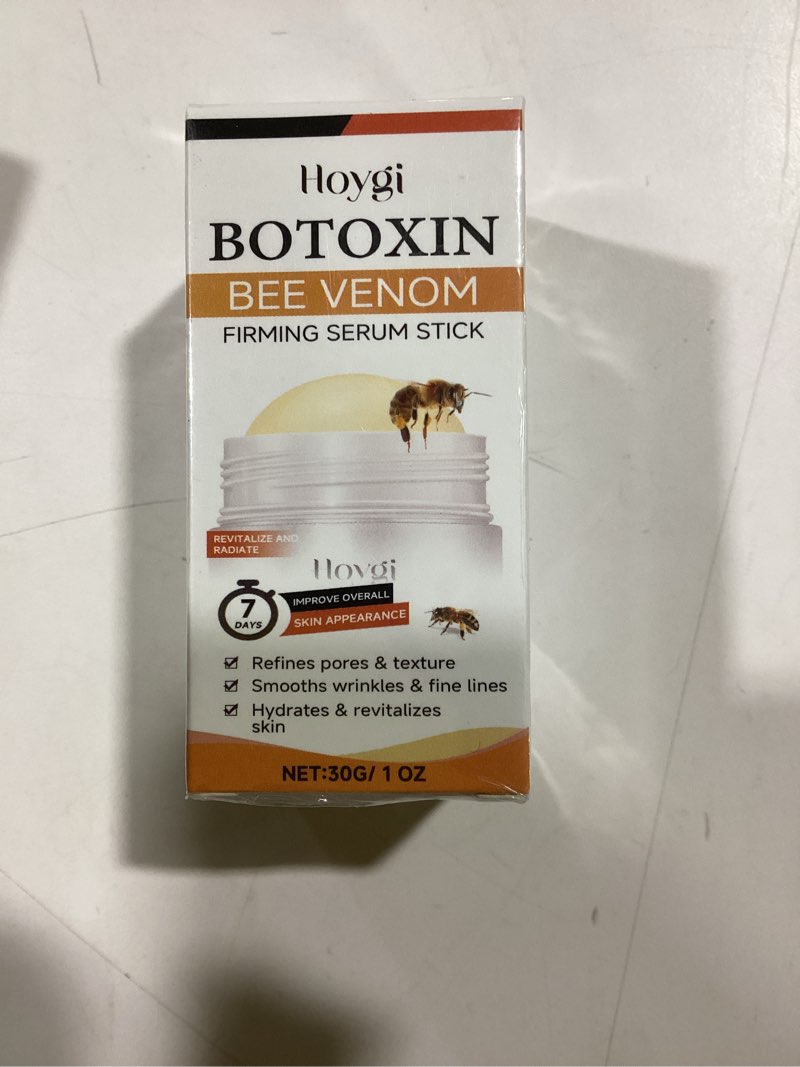 Hoygi
BOTOXIN
BEE VENOM
FIRMING SERUM STICK
REVITALIZE AND
RADIATE
Hoygi
7
DAYS
IMPROVE OVERALL
SKIN APPEARANCE
Refines pores & texture
Smooths wrinkles & fine lines
Hydrates & revitalizes
skin
NET:30G/ 1 OZ